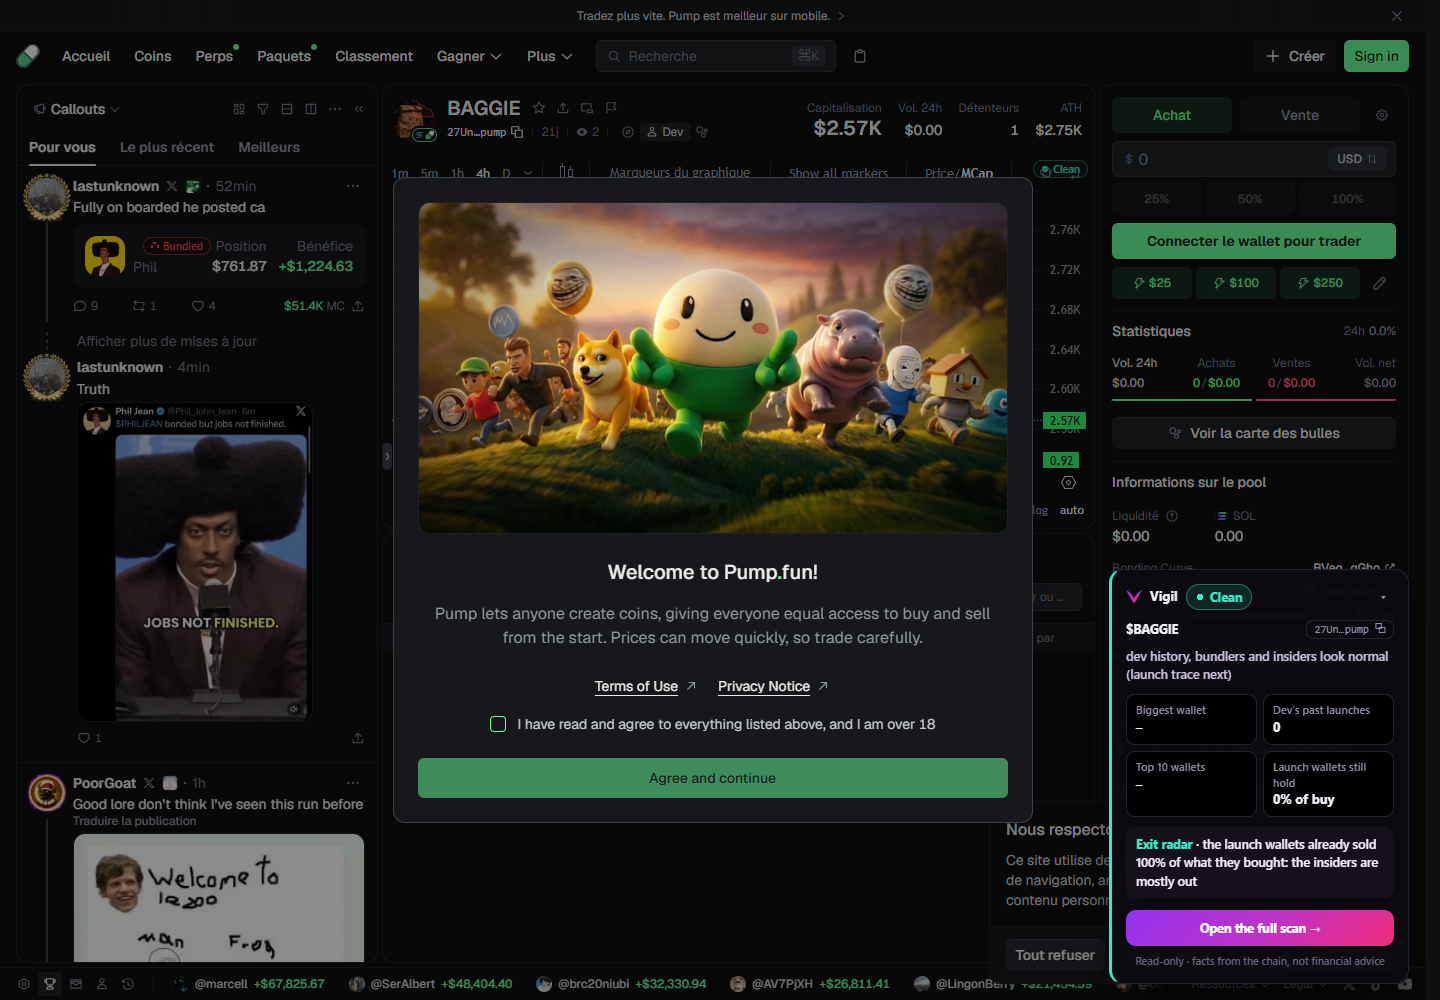 Tradez plus vite. Pump est meilleur sur mobile.
Accueil
Coins
Perps
Paquets
Classement
Gagner
Plus
Recherche
⌘K
Créer
Sign in
Callouts
Pour vous
Le plus récent
Meilleurs
lastunknown · 52min
Fully on boarded he posted ca
Bundled
Position
Bénéfice
Phil
$761.87
+$1,224.63
9
1
4
$51.4K MC
Afficher plus de mises à jour
lastunknown · 4min
Truth
Phil Jean @Phil_John_Jean · 6m
$PHILJEAN bonded but jobs not finished.
JOBS NOT FINISHED.
1
PoorGoat · 1h
Good lore don't think I've seen this run before
Traduire la publication
Welcome to
man
Frog
BAGGIE
27Un...pump
21j
2
Dev
Capitalisation
$2.57K
Vol. 24h
$0.00
Détenteurs
1
ATH
$2.75K
1m
5m
1h
4h
D
Marqueurs du graphique
Show all markers
Price/MCap
Clean
2.76K
2.72K
2.68K
2.64K
2.60K
2.57K
0.92
log
auto
r ou ...
par
Welcome to Pump.fun!
Pump lets anyone create coins, giving everyone equal access to buy and sell
from the start. Prices can move quickly, so trade carefully.
Terms of Use
Privacy Notice
I have read and agree to everything listed above, and I am over 18
Agree and continue
Nous respecto
Ce site utilise de
de navigation, an
contenu personn
Tout refuser
Achat
Vente
$ 0
USD
25%
50%
100%
Connecter le wallet pour trader
$25
$100
$250
Statistiques
24h 0.0%
Vol. 24h
$0.00
Achats
0 / $0.00
Ventes
0 / $0.00
Vol. net
$0.00
Voir la carte des bulles
Informations sur le pool
Liquidité
$0.00
SOL
0.00
Bonding Curve
Vigil
Clean
$BAGGIE
27Un…pump
dev history, bundlers and insiders look normal
(launch trace next)
Biggest wallet
–
Dev's past launches
0
Top 10 wallets
–
Launch wallets still
hold
0% of buy
Exit radar · the launch wallets already sold
100% of what they bought: the insiders are
mostly out
Open the full scan →
Read-only · facts from the chain, not financial advice
@marcell +$67,825.67
@SerAlbert +$48,404.40
@brc20niubi +$32,330.94
@AV7PjXH +$26,811.41
@LingonBerry